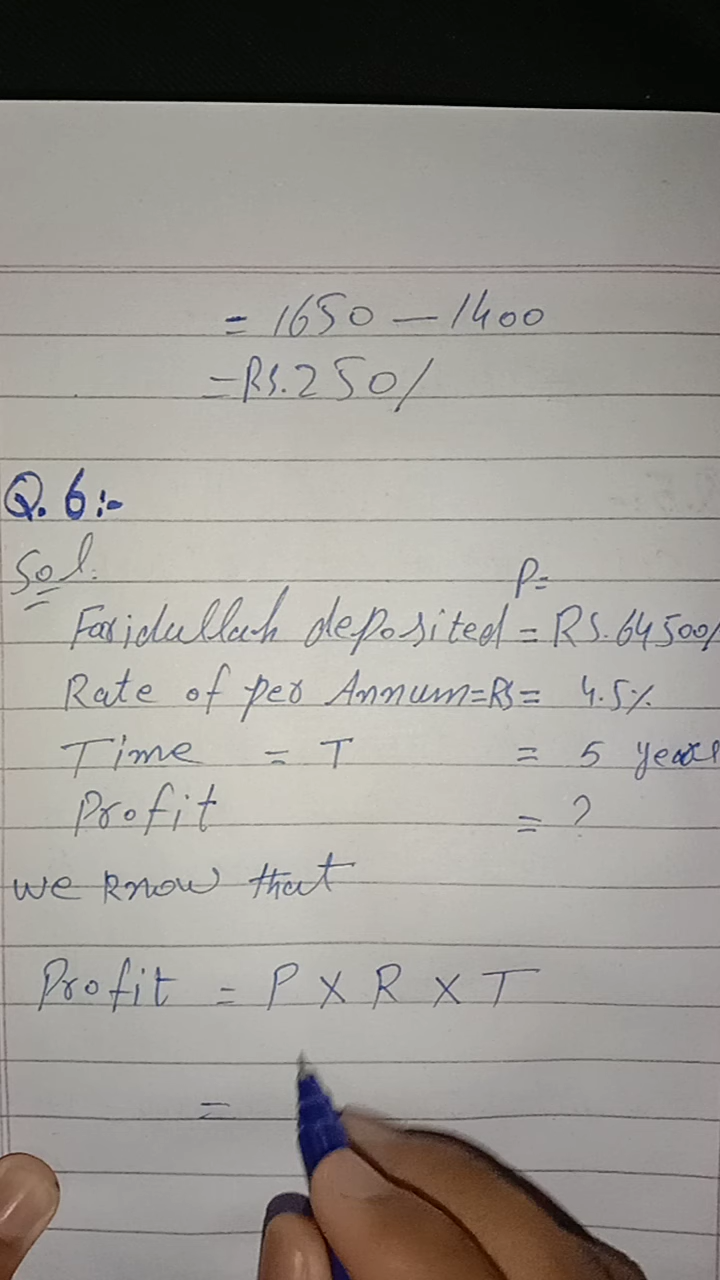 = 1650 - 1400
= Rs. 250/
Q. 6:-
Sol:
P=
Faridullah deposited = RS. 64500/
Rate of per Annum = Rs = 4.5%
Time = T = 5 years
Profit = ?
we know that
Profit = P × R × T
=